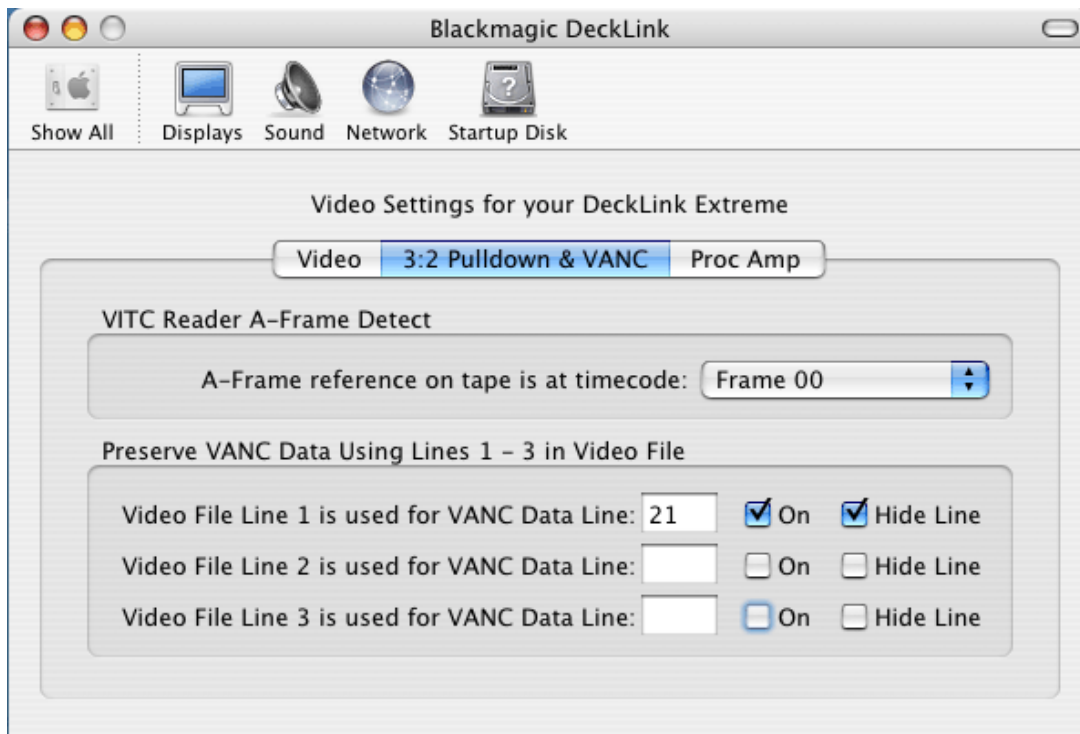 Blackmagic DeckLink
Show All Displays Sound Network Startup Disk
Video Settings for your DeckLink Extreme
Video 3:2 Pulldown & VANC Proc Amp
VITC Reader A-Frame Detect
A-Frame reference on tape is at timecode: Frame 00
Preserve VANC Data Using Lines 1 - 3 in Video File
Video File Line 1 is used for VANC Data Line: 21 On Hide Line
Video File Line 2 is used for VANC Data Line: On Hide Line
Video File Line 3 is used for VANC Data Line: On Hide Line